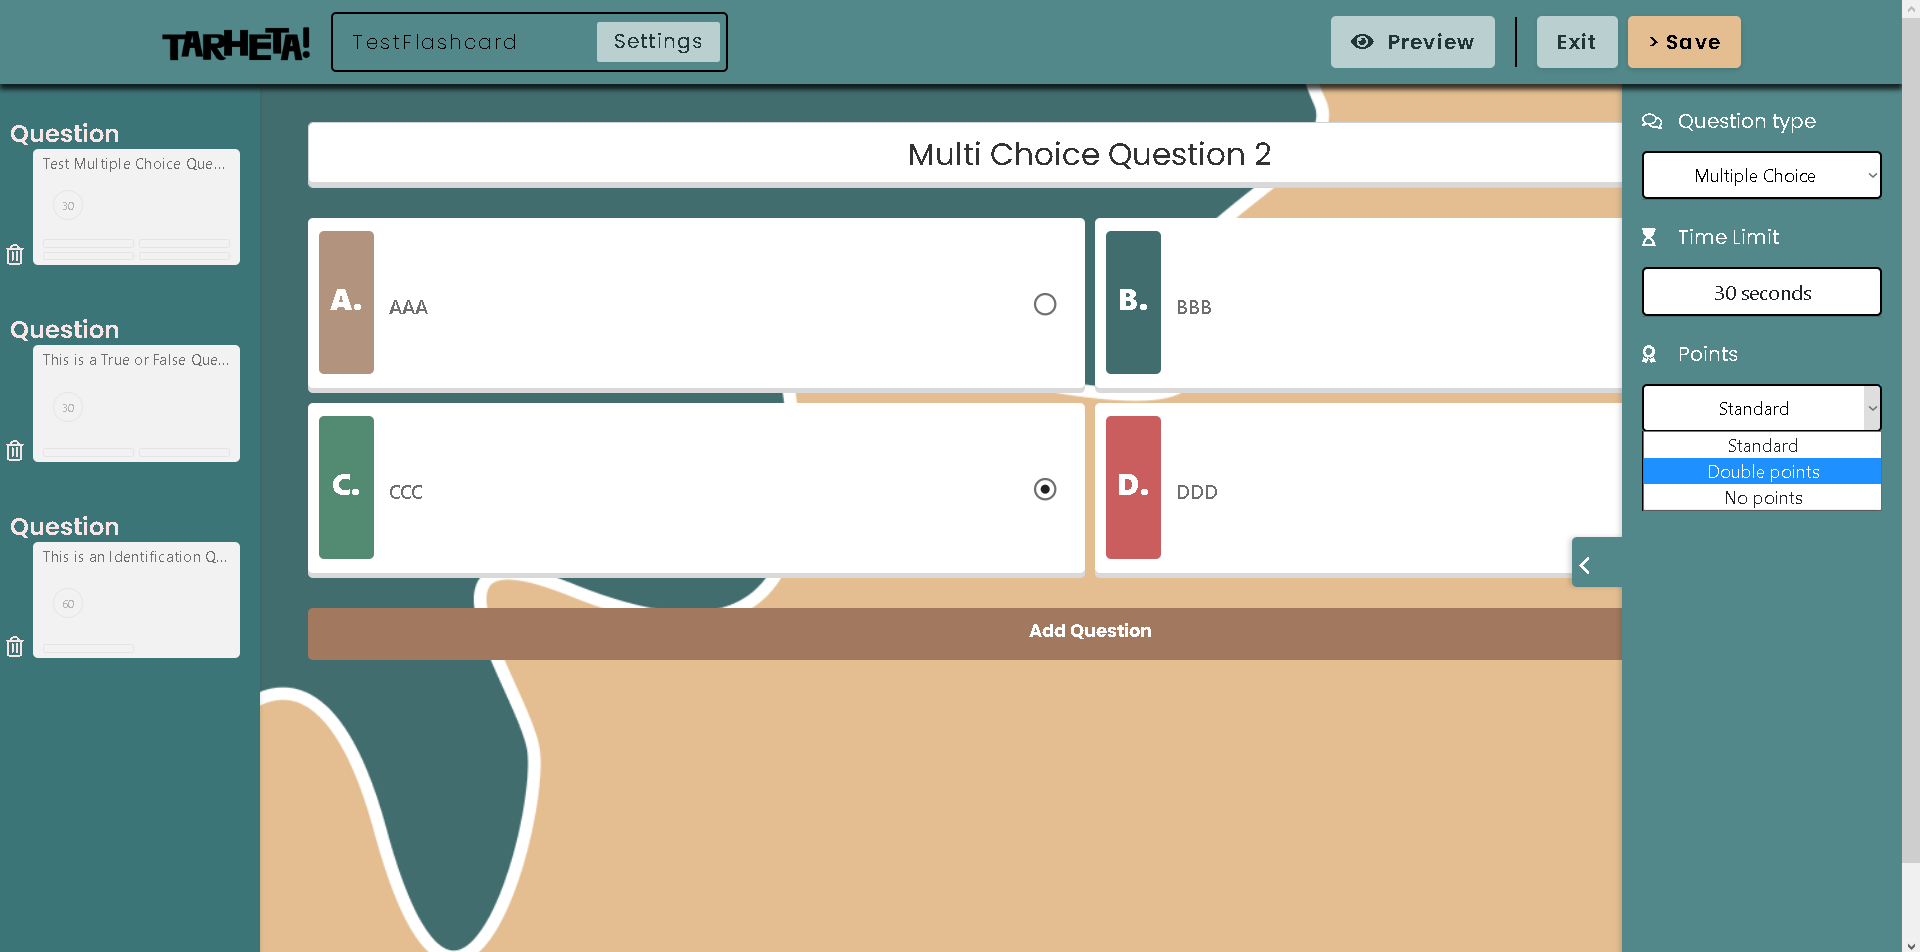 TARHETA!
TestFlashcard
Settings
Preview
Exit
> Save
Question
Test Multiple Choice Que...
30
Question
This is a True or False Que...
30
Question
This is an Identification Q...
60
Multi Choice Question 2
A.
AAA
B.
BBB
C.
CCC
D.
DDD
Add Question
Question type
Multiple Choice
Time Limit
30 seconds
Points
Standard
Standard
Double points
No points